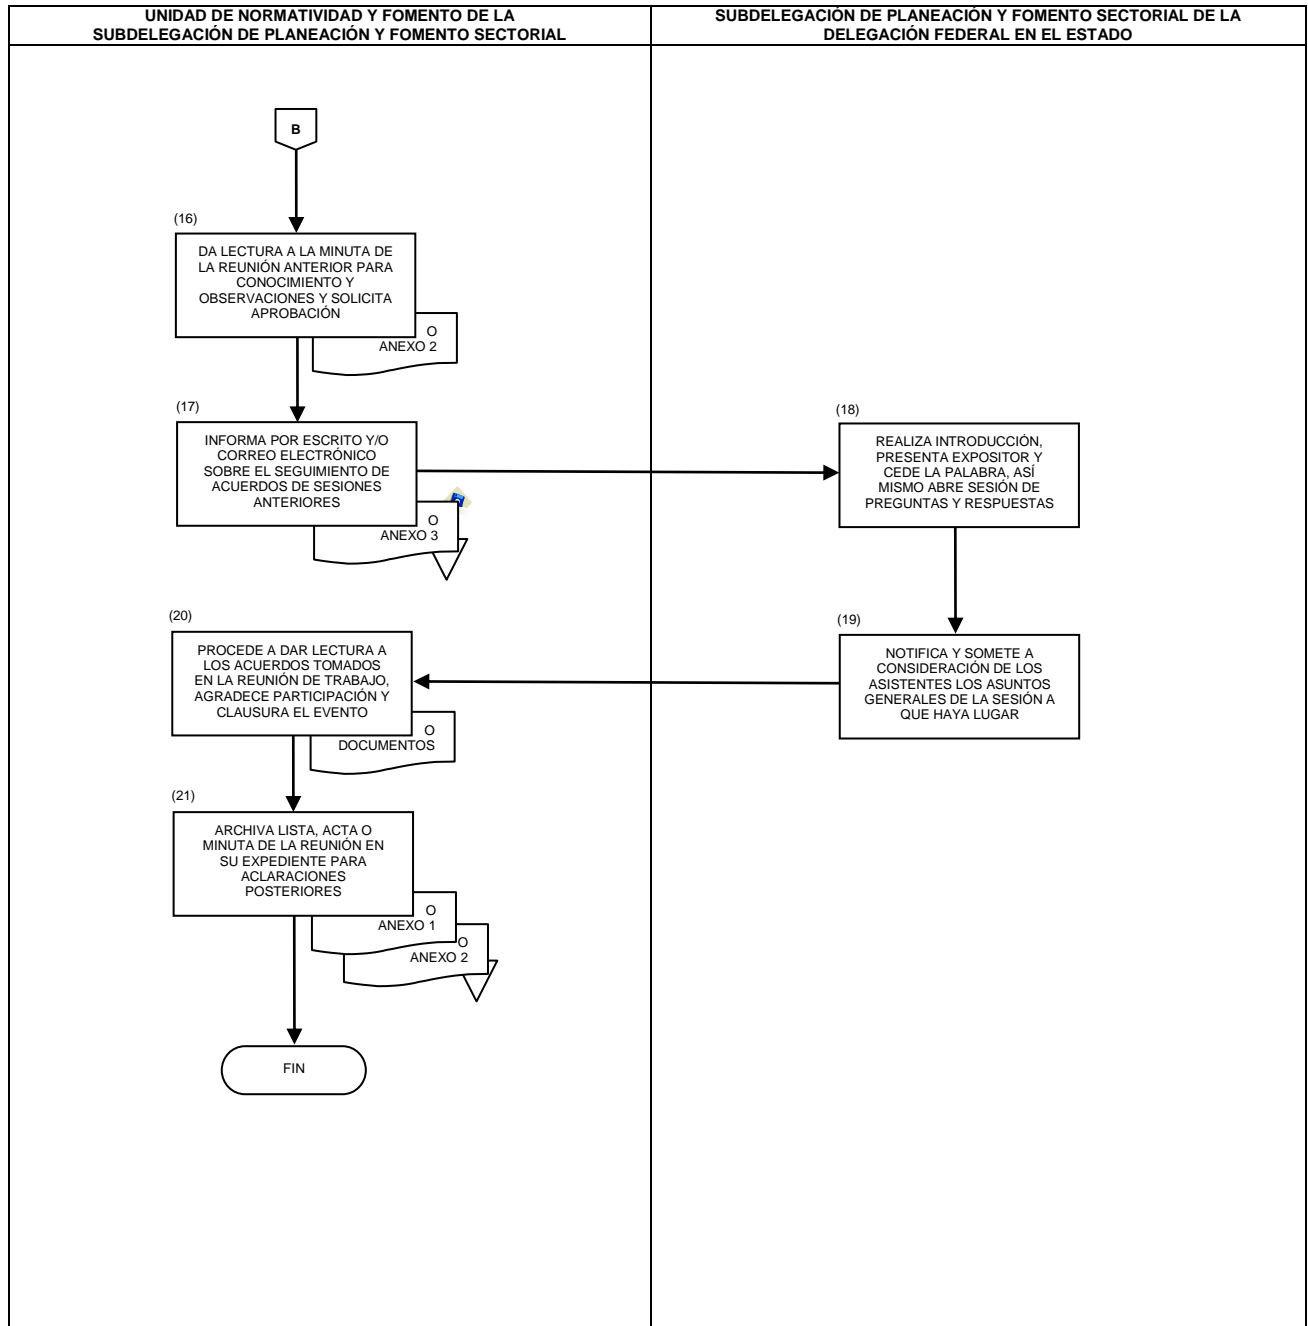 UNIDAD DE NORMATIVIDAD Y FOMENTO DE LA
SUBDELEGACIÓN DE PLANEACIÓN Y FOMENTO SECTORIAL
SUBDELEGACIÓN DE PLANEACIÓN Y FOMENTO SECTORIAL DE LA
DELEGACIÓN FEDERAL EN EL ESTADO
B
(16)
DA LECTURA A LA MINUTA DE
LA REUNIÓN ANTERIOR PARA
CONOCIMIENTO Y
OBSERVACIONES Y SOLICITA
APROBACIÓN
O
ANEXO 2
(17)
INFORMA POR ESCRITO Y/O
CORREO ELECTRÓNICO
SOBRE EL SEGUIMIENTO DE
ACUERDOS DE SESIONES
ANTERIORES
O
ANEXO 3
(18)
REALIZA INTRODUCCIÓN,
PRESENTA EXPOSITOR Y
CEDE LA PALABRA, ASÍ
MISMO ABRE SESIÓN DE
PREGUNTAS Y RESPUESTAS
(19)
NOTIFICA Y SOMETE A
CONSIDERACIÓN DE LOS
ASISTENTES LOS ASUNTOS
GENERALES DE LA SESIÓN A
QUE HAYA LUGAR
(20)
PROCEDE A DAR LECTURA A
LOS ACUERDOS TOMADOS
EN LA REUNIÓN DE TRABAJO,
AGRADECE PARTICIPACIÓN Y
CLAUSURA EL EVENTO
O
DOCUMENTOS
(21)
ARCHIVA LISTA, ACTA O
MINUTA DE LA REUNIÓN EN
SU EXPEDIENTE PARA
ACLARACIONES
POSTERIORES
O
ANEXO 1
O
ANEXO 2
FIN